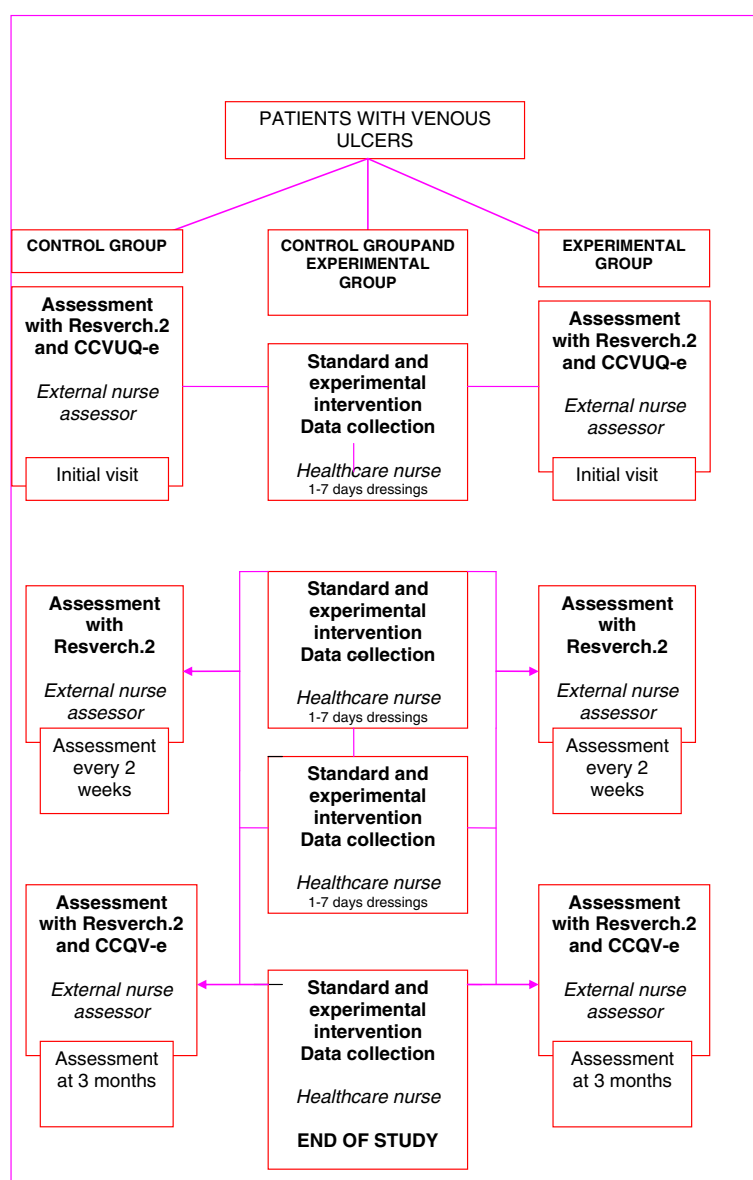 PATIENTS WITH VENOUS
ULCERS
CONTROL GROUP
CONTROL GROUPAND
EXPERIMENTAL
GROUP
EXPERIMENTAL
GROUP
Assessment
with Resverch.2
and CCVUQ-e
External nurse
assessor
Initial visit
Standard and
experimental
intervention
Data collection
Healthcare nurse
1-7 days dressings
Assessment
with Resverch.2
and CCVUQ-e
External nurse
assessor
Initial visit
Assessment
with
Resverch.2
External nurse
assessor
Assessment
every 2
weeks
Standard and
experimental
intervention
Data collection
Healthcare nurse
1-7 days dressings
Assessment
with
Resverch.2
External nurse
assessor
Assessment
every 2
weeks
Standard and
experimental
intervention
Data collection
Healthcare nurse
1-7 days dressings
Assessment
with Resverch.2
and CCQV-e
External nurse
assessor
Assessment
at 3 months
Standard and
experimental
intervention
Data collection
Healthcare nurse
END OF STUDY
Assessment
with Resverch.2
and CCQV-e
External nurse
assessor
Assessment
at 3 months